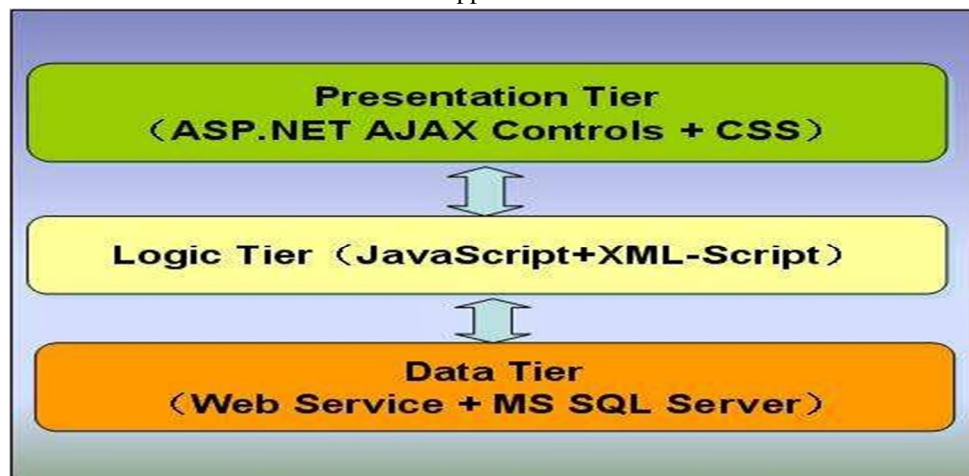 Presentation Tier
（ASP.NET AJAX Controls + CSS）
Logic Tier（JavaScript+XML-Script）
Data Tier
（Web Service + MS SQL Server）